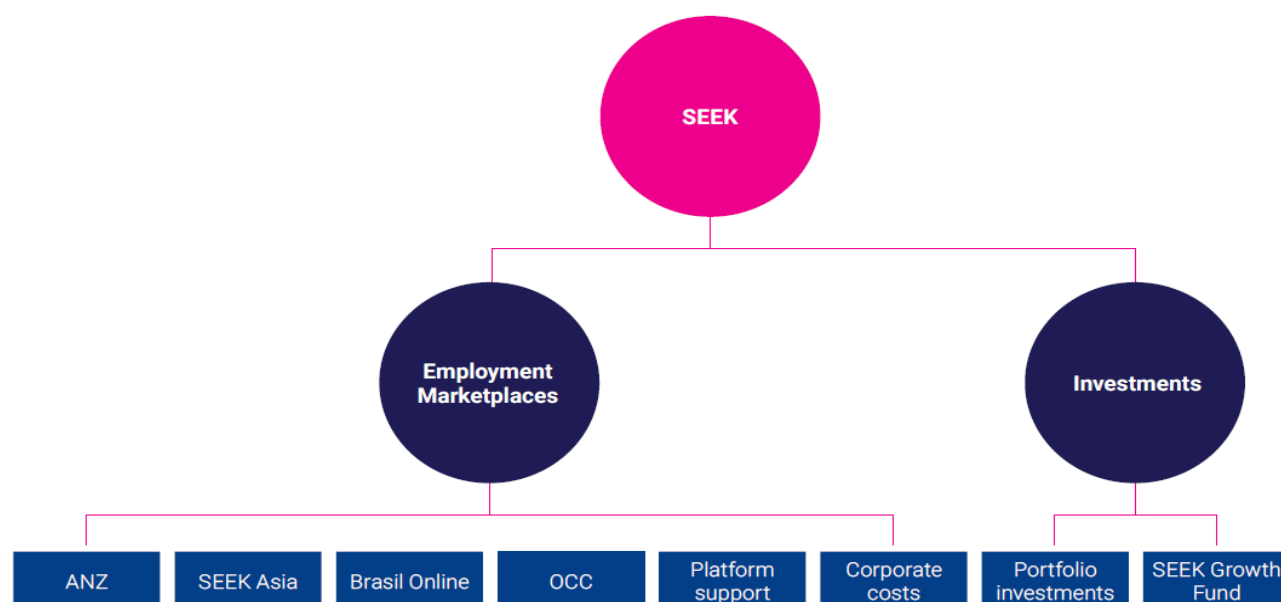 SEEK
Employment
Marketplaces
Investments
ANZ
SEEK Asia
Brasil Online
OCC
Platform
support
Corporate
costs
Portfolio
investments
SEEK Growth
Fund